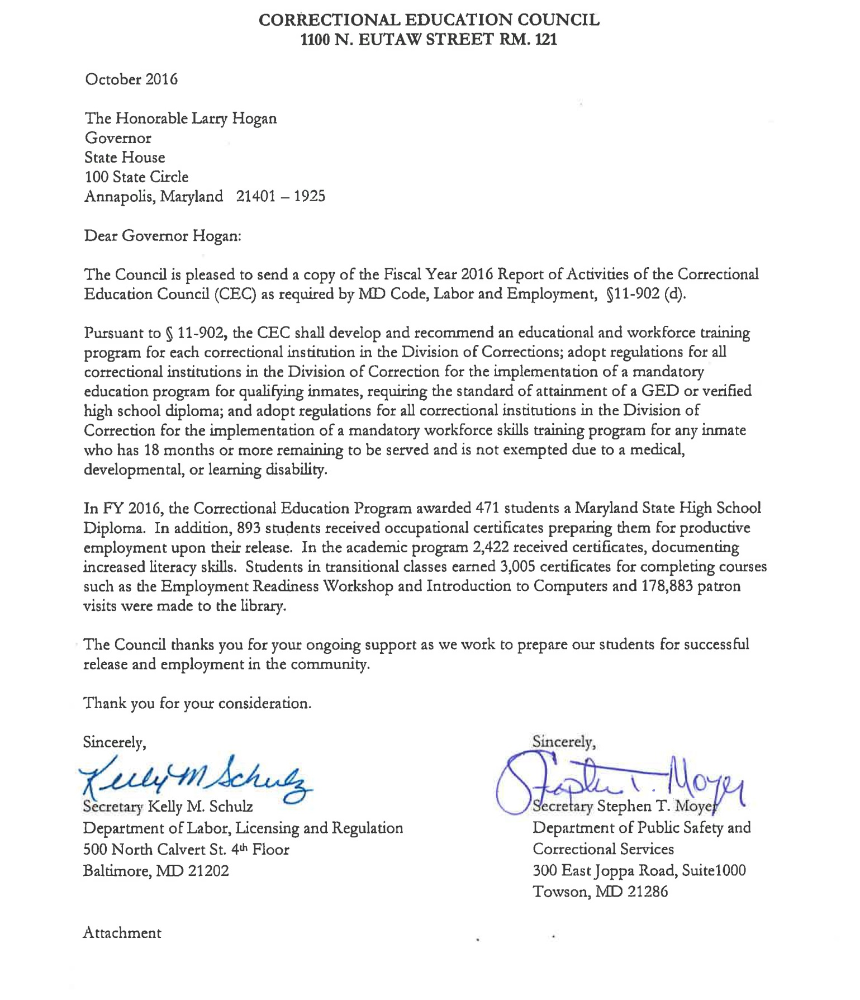 CORRECTIONAL EDUCATION COUNCIL
1100 N. EUTAW STREET RM. 121
October 2016
The Honorable Larry Hogan
Governor
State House
100 State Circle
Annapolis, Maryland 21401 – 1925
Dear Governor Hogan:
The Council is pleased to send a copy of the Fiscal Year 2016 Report of Activities of the Correctional
Education Council (CEC) as required by MD Code, Labor and Employment, §11-902 (d).
Pursuant to § 11-902, the CEC shall develop and recommend an educational and workforce training
program for each correctional institution in the Division of Corrections; adopt regulations for all
correctional institutions in the Division of Correction for the implementation of a mandatory
education program for qualifying inmates, requiring the standard of attainment of a GED or verified
high school diploma; and adopt regulations for all correctional institutions in the Division of
Correction for the implementation of a mandatory workforce skills training program for any inmate
who has 18 months or more remaining to be served and is not exempted due to a medical,
developmental, or learning disability.
In FY 2016, the Correctional Education Program awarded 471 students a Maryland State High School
Diploma. In addition, 893 students received occupational certificates preparing them for productive
employment upon their release. In the academic program 2,422 received certificates, documenting
increased literacy skills. Students in transitional classes earned 3,005 certificates for completing courses
such as the Employment Readiness Workshop and Introduction to Computers and 178,883 patron
visits were made to the library.
The Council thanks you for your ongoing support as we work to prepare our students for successful
release and employment in the community.
Thank you for your consideration.
Sincerely,
Kelly M Schulz
Secretary Kelly M. Schulz
Department of Labor, Licensing and Regulation
500 North Calvert St. 4th Floor
Baltimore, MD 21202
Sincerely,
Stephen T. Moyer
Secretary Stephen T. Moyer
Department of Public Safety and
Correctional Services
300 East Joppa Road, Suite1000
Towson, MD 21286
Attachment